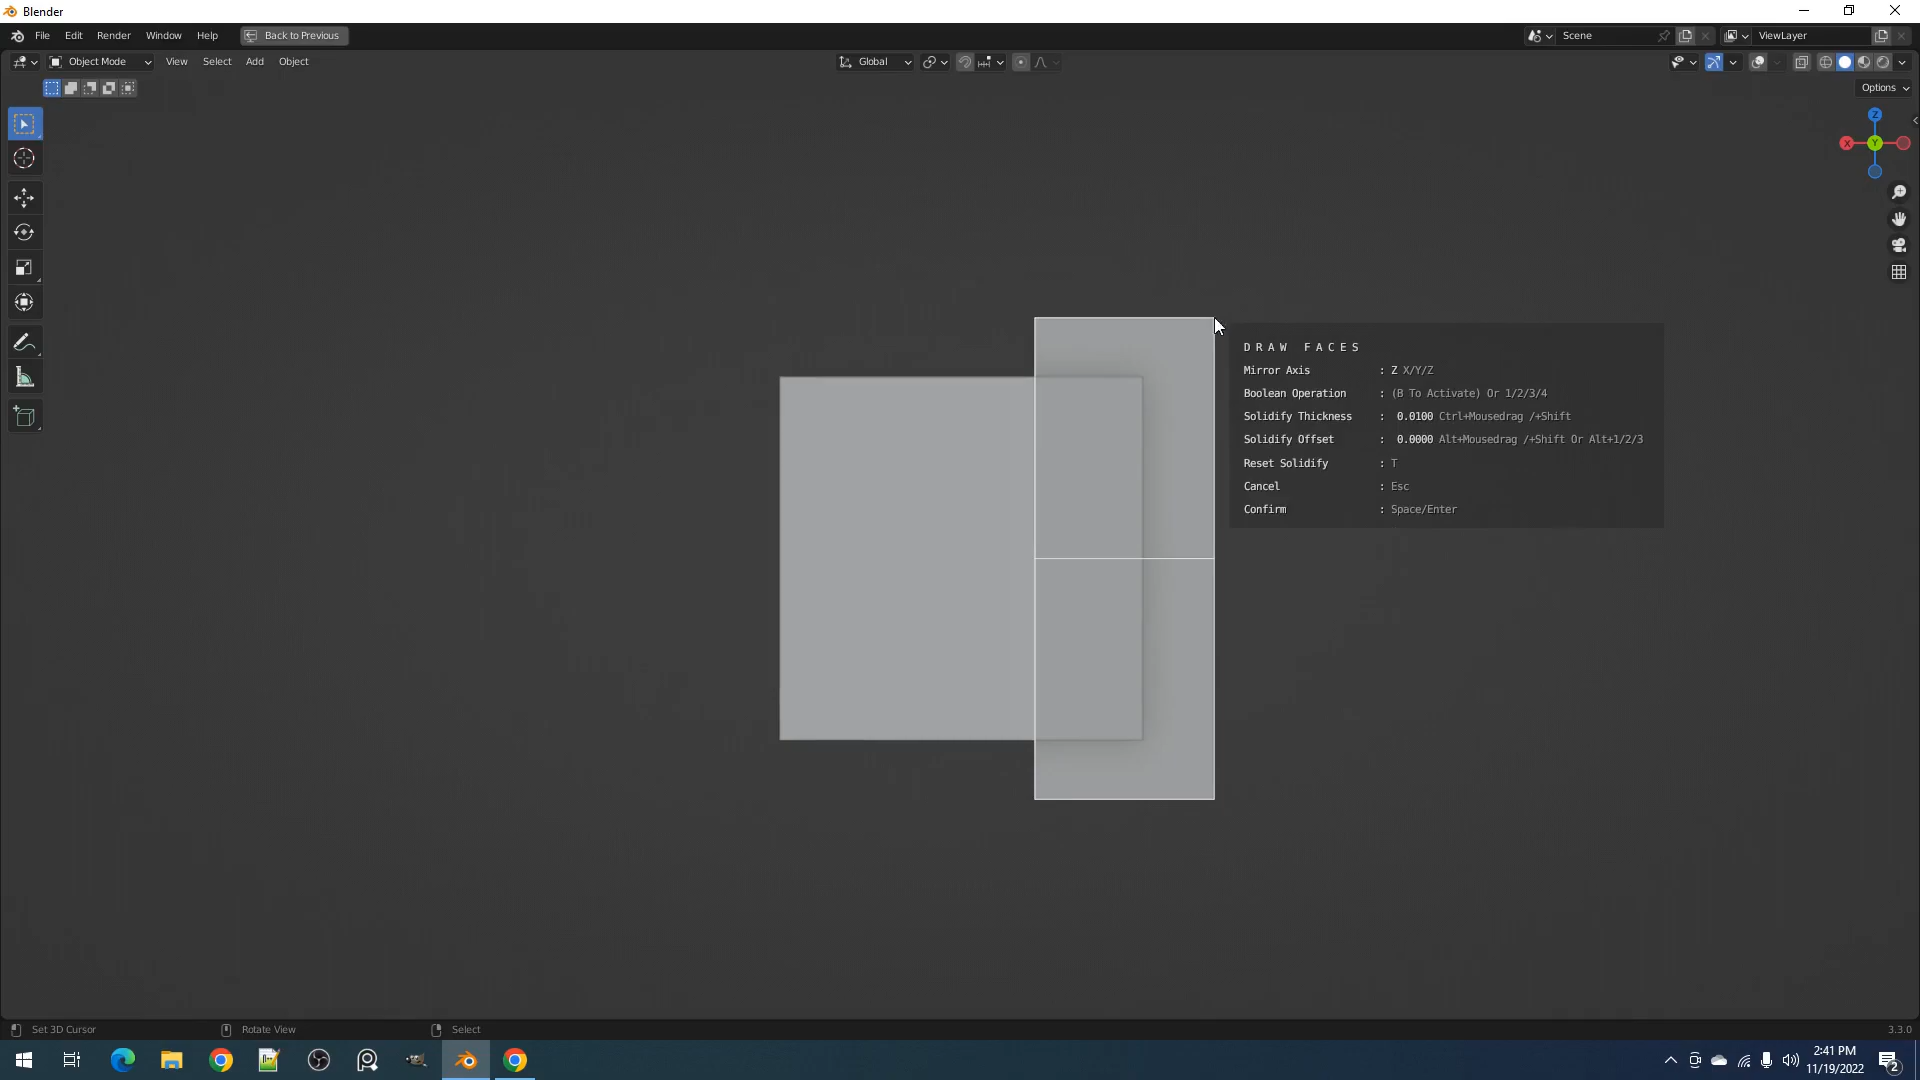 Blender
File Edit Render Window Help Back to Previous Scene ViewLayer
Object Mode View Select Add Object Global
Options
Z
X Y
DRAW FACES
Mirror Axis : Z X/Y/Z
Boolean Operation : (B To Activate) Or 1/2/3/4
Solidify Thickness : 0.0100 Ctrl+Mousedrag /+Shift
Solidify Offset : 0.0000 Alt+Mousedrag /+Shift Or Alt+1/2/3
Reset Solidify : T
Cancel : Esc
Confirm : Space/Enter
Set 3D Cursor Rotate View Select 3.3.0
2:41 PM
11/19/2022
2